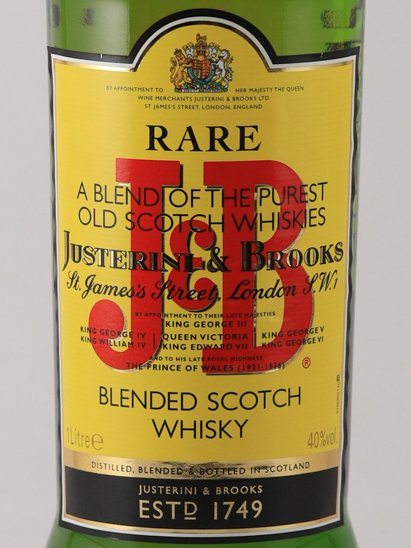 BY APPOINTMENT TO HER MAJESTY THE QUEEN
WINE MERCHANTS JUSTERINI & BROOKS LTD.
ST. JAMES'S STREET, LONDON, ENGLAND
RARE
J&B
A BLEND OF THE PUREST
OLD SCOTCH WHISKIES
JUSTERINI & BROOKS
St. James's Street, London S.W.1
BY APPOINTMENT TO THEIR LATE MAJESTIES
KING GEORGE III
KING GEORGE IV | QUEEN VICTORIA | KING GEORGE V
KING WILLIAM IV | KING EDWARD VII | KING GEORGE VI
AND TO HIS LATE ROYAL HIGHNESS
THE PRINCE OF WALES (1921-1936)
®
BLENDED SCOTCH
WHISKY
1Litre℮ 40%vol.
DISTILLED, BLENDED & BOTTLED IN SCOTLAND
JUSTERINI & BROOKS
ESTD 1749